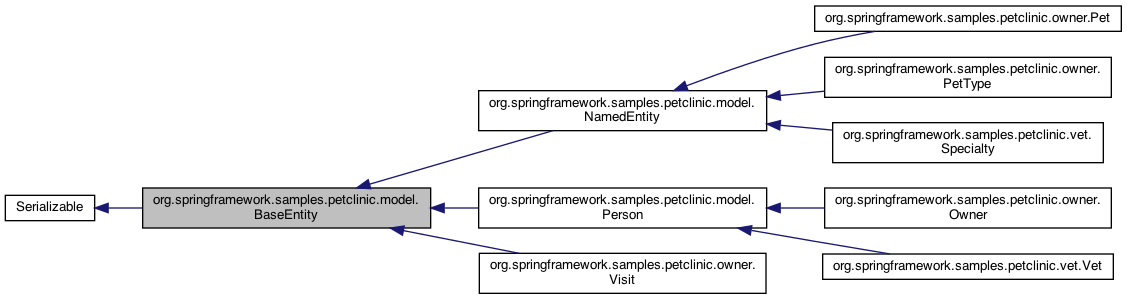 org.springframework.samples.petclinic.owner.Pet
org.springframework.samples.petclinic.owner.
PetType
org.springframework.samples.petclinic.model.
NamedEntity
org.springframework.samples.petclinic.vet.
Specialty
Serializable
org.springframework.samples.petclinic.model.
BaseEntity
org.springframework.samples.petclinic.model.
Person
org.springframework.samples.petclinic.owner.
Owner
org.springframework.samples.petclinic.owner.
Visit
org.springframework.samples.petclinic.vet.Vet